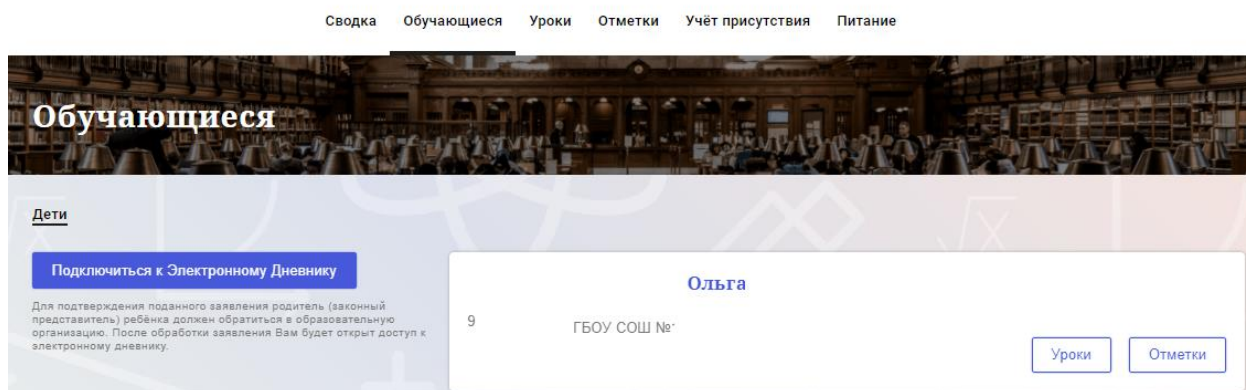 Сводка Обучающиеся Уроки Отметки Учёт присутствия Питание
Обучающиеся
Дети
Подключиться к Электронному Дневнику
Для подтверждения поданного заявления родитель (законный
представитель) ребёнка должен обратиться в образовательную
организацию. После обработки заявления Вам будет открыт доступ к
электронному дневнику.
Ольга
9
ГБОУ СОШ №
Уроки Отметки